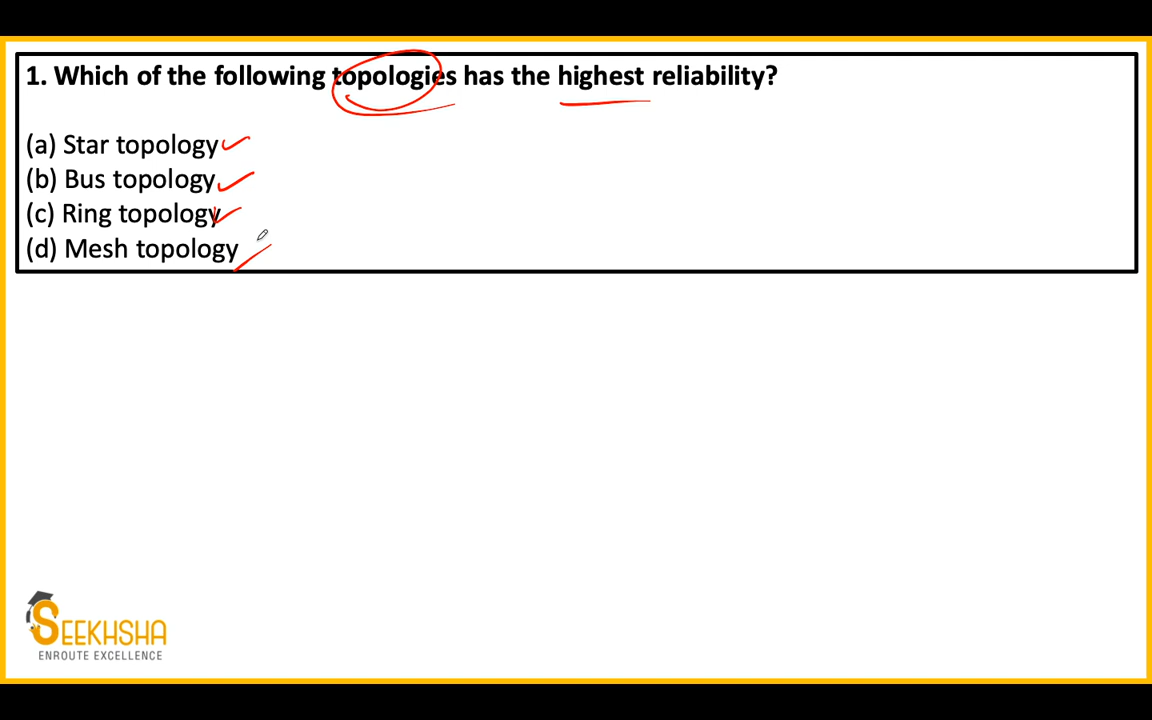 1. Which of the following topologies has the highest reliability?
(a) Star topology
(b) Bus topology
(c) Ring topology
(d) Mesh topology
SEEKHSHA
ENROUTE EXCELLENCE